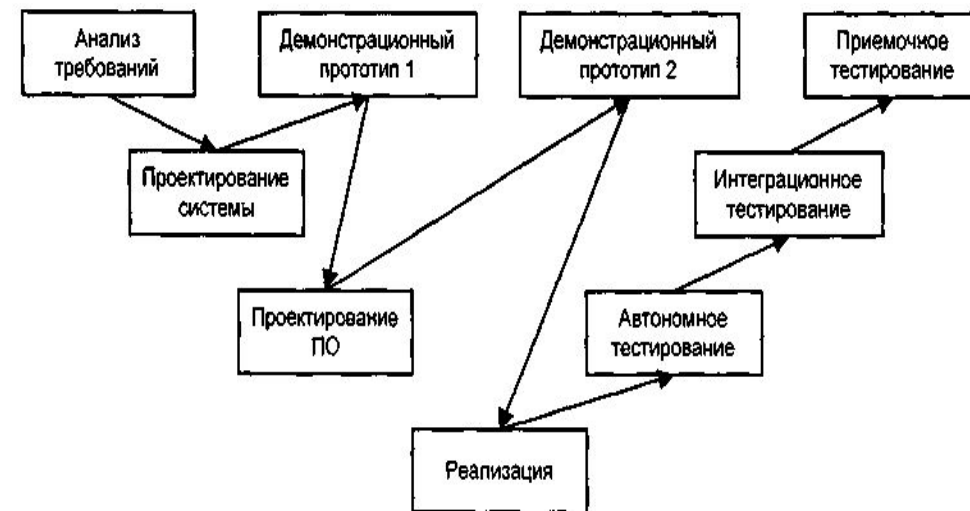 Анализ
требований
Демонстрационный
прототип 1
Демонстрационный
прототип 2
Приемочное
тестирование
Проектирование
системы
Интеграционное
тестирование
Проектирование
ПО
Автономное
тестирование
Реализация